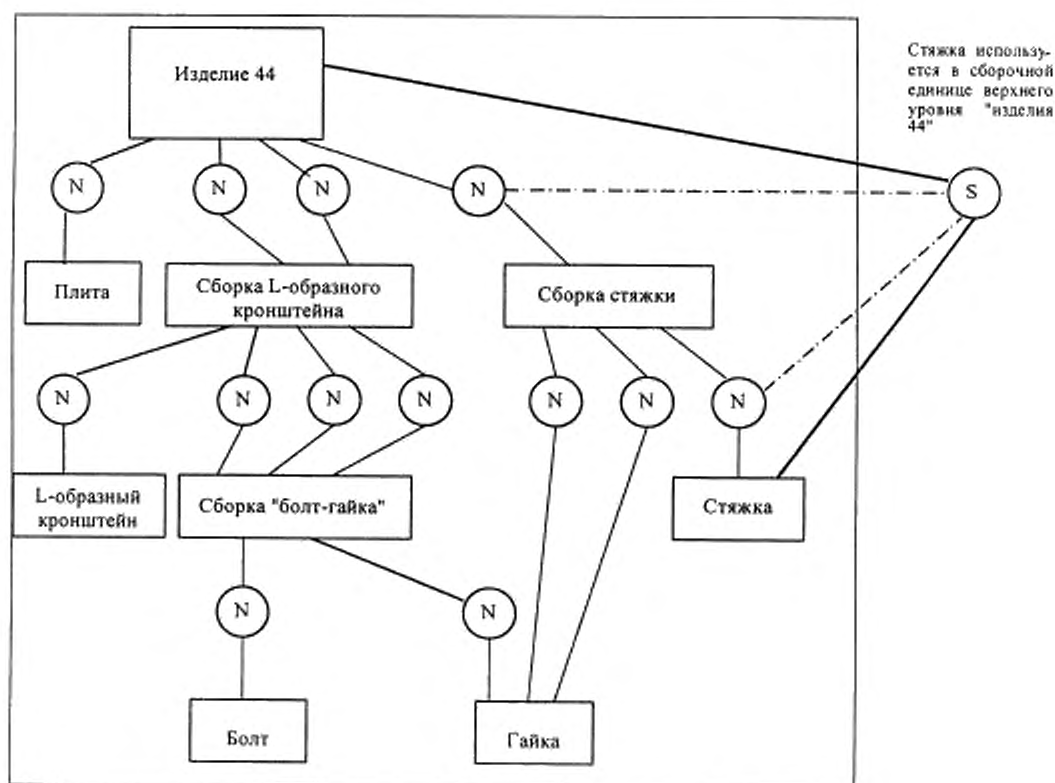 Изделие 44
Стяжка использу-
ется в сборочной
единице верхнего
уровня "изделия
44"
N
N
N
N
S
Плита
Сборка L-образного
кронштейна
Сборка стяжки
N
N
N
N
N
N
N
L-образный
кронштейн
Сборка "болт-гайка"
Стяжка
N
N
Болт
Гайка